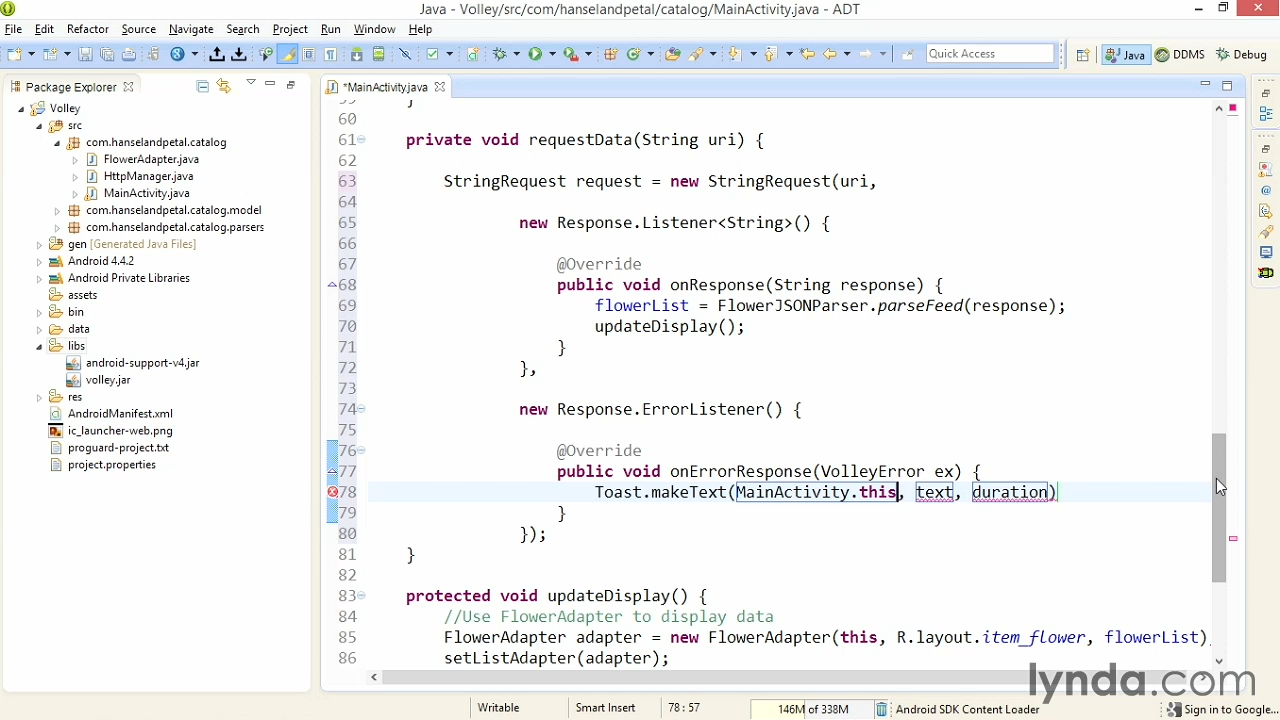 Java - Volley/src/com/hanselandpetal/catalog/MainActivity.java - ADT
File Edit Refactor Source Navigate Search Project Run Window Help
Quick Access
Java
DDMS
Debug
Package Explorer
*MainActivity.java
Volley
src
com.hanselandpetal.catalog
FlowerAdapter.java
HttpManager.java
MainActivity.java
com.hanselandpetal.catalog.model
com.hanselandpetal.catalog.parsers
gen [Generated Java Files]
Android 4.4.2
Android Private Libraries
assets
bin
data
libs
android-support-v4.jar
volley.jar
res
AndroidManifest.xml
ic_launcher-web.png
proguard-project.txt
project.properties
59 }
60
61 private void requestData(String uri) {
62
63 StringRequest request = new StringRequest(uri,
64
65 new Response.Listener<String>() {
66
67 @Override
68 public void onResponse(String response) {
69 flowerList = FlowerJSONParser.parseFeed(response);
70 updateDisplay();
71 }
72 },
73
74 new Response.ErrorListener() {
75
76 @Override
77 public void onErrorResponse(VolleyError ex) {
78 Toast.makeText(MainActivity.this, text, duration)
79 }
80 });
81 }
82
83 protected void updateDisplay() {
84 //Use FlowerAdapter to display data
85 FlowerAdapter adapter = new FlowerAdapter(this, R.layout.item_flower, flowerList)
86 setListAdapter(adapter);
lynda.com
Writable
Smart Insert
78 : 57
146M of 338M
Android SDK Content Loader
Sign in to Google...